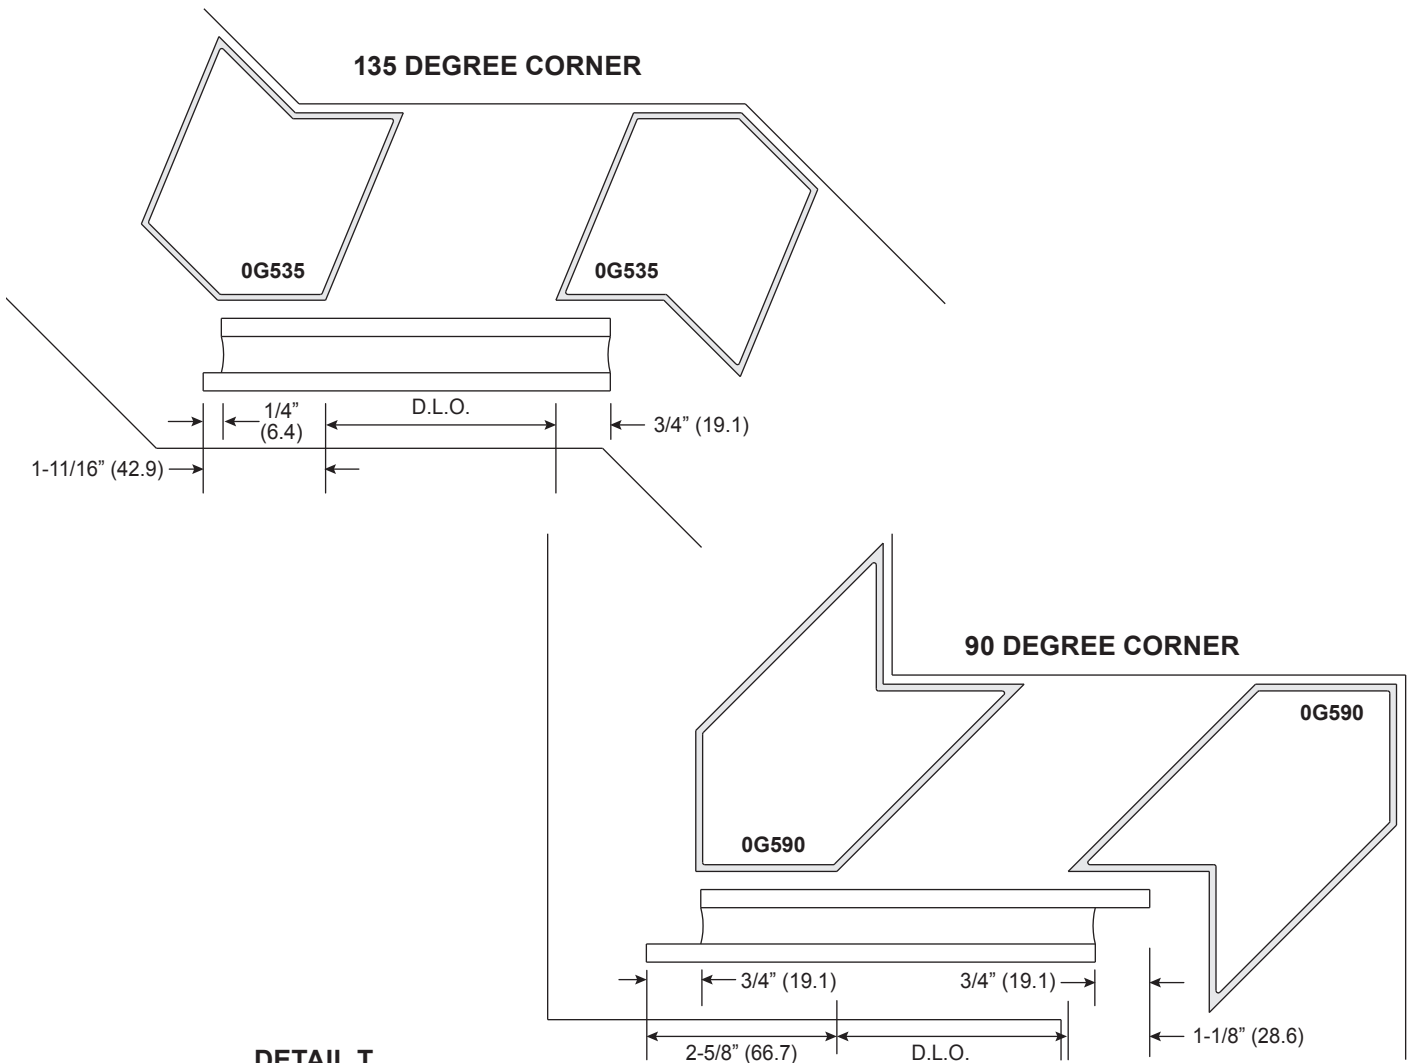 135 DEGREE CORNER
0G535
0G535
1/4”
(6.4)
D.L.O.
3/4” (19.1)
1-11/16” (42.9)
90 DEGREE CORNER
0G590
0G590
3/4” (19.1)
3/4” (19.1)
1-1/8” (28.6)
2-5/8” (66.7)
D.L.O.
DETAIL T